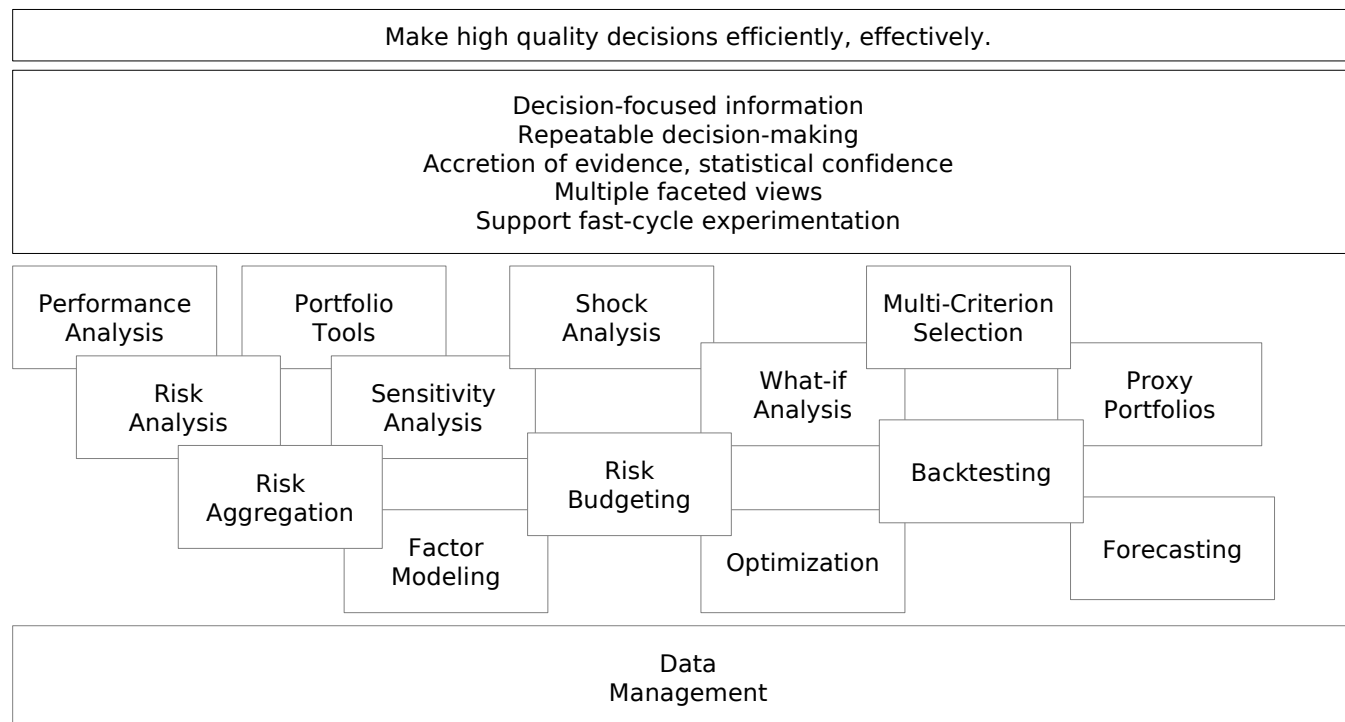 Make high quality decisions efficiently, effectively.
Decision-focused information
Repeatable decision-making
Accretion of evidence, statistical confidence
Multiple faceted views
Support fast-cycle experimentation
Performance
Analysis
Portfolio
Tools
Shock
Analysis
Multi-Criterion
Selection
Risk
Analysis
Sensitivity
Analysis
What-if
Analysis
Proxy
Portfolios
Risk
Aggregation
Risk
Budgeting
Backtesting
Factor
Modeling
Optimization
Forecasting
Data
Management